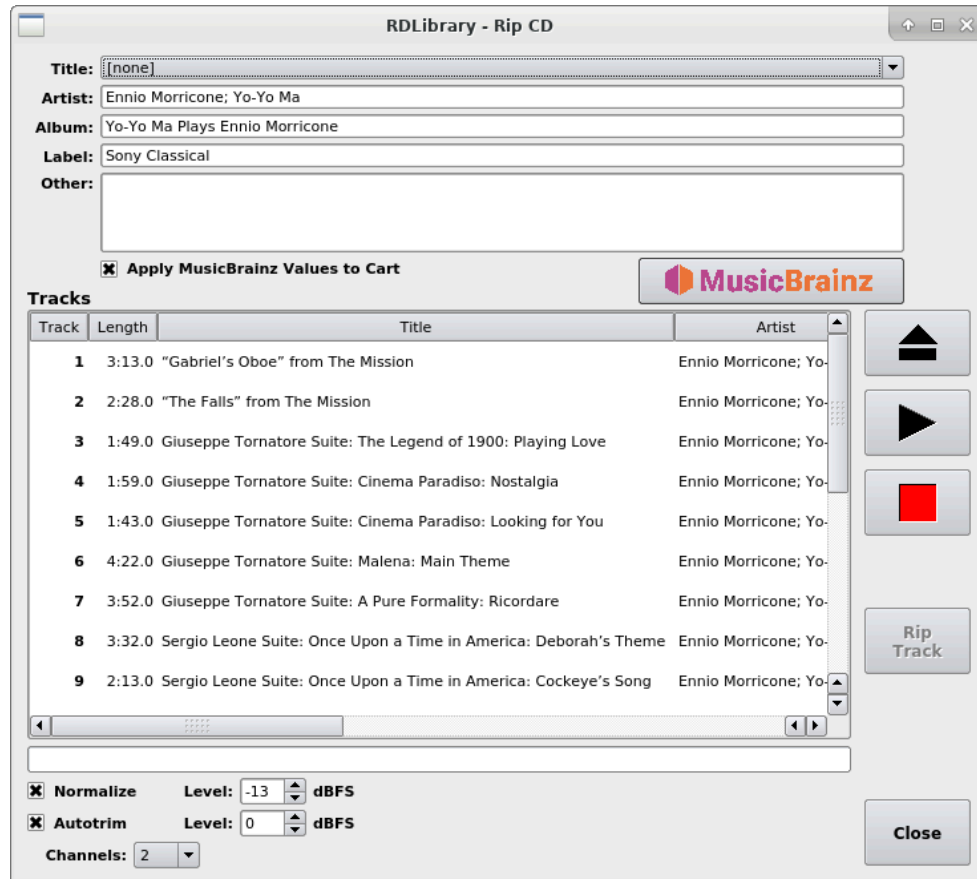 RDLibrary - Rip CD
Title: [none]
Artist: Ennio Morricone; Yo-Yo Ma
Album: Yo-Yo Ma Plays Ennio Morricone
Label: Sony Classical
Other:
Apply MusicBrainz Values to Cart
MusicBrainz
Tracks
Track Length Title Artist
1 3:13.0 “Gabriel’s Oboe” from The Mission Ennio Morricone; Yo-
2 2:28.0 “The Falls” from The Mission Ennio Morricone; Yo-
3 1:49.0 Giuseppe Tornatore Suite: The Legend of 1900: Playing Love Ennio Morricone; Yo-
4 1:59.0 Giuseppe Tornatore Suite: Cinema Paradiso: Nostalgia Ennio Morricone; Yo-
5 1:43.0 Giuseppe Tornatore Suite: Cinema Paradiso: Looking for You Ennio Morricone; Yo-
6 4:22.0 Giuseppe Tornatore Suite: Malena: Main Theme Ennio Morricone; Yo-
7 3:52.0 Giuseppe Tornatore Suite: A Pure Formality: Ricordare Ennio Morricone; Yo-
8 3:32.0 Sergio Leone Suite: Once Upon a Time in America: Deborah’s Theme Ennio Morricone; Yo-
9 2:13.0 Sergio Leone Suite: Once Upon a Time in America: Cockeye’s Song Ennio Morricone; Yo-
Rip
Track
Normalize Level: -13 dBFS
Autotrim Level: 0 dBFS
Channels: 2
Close